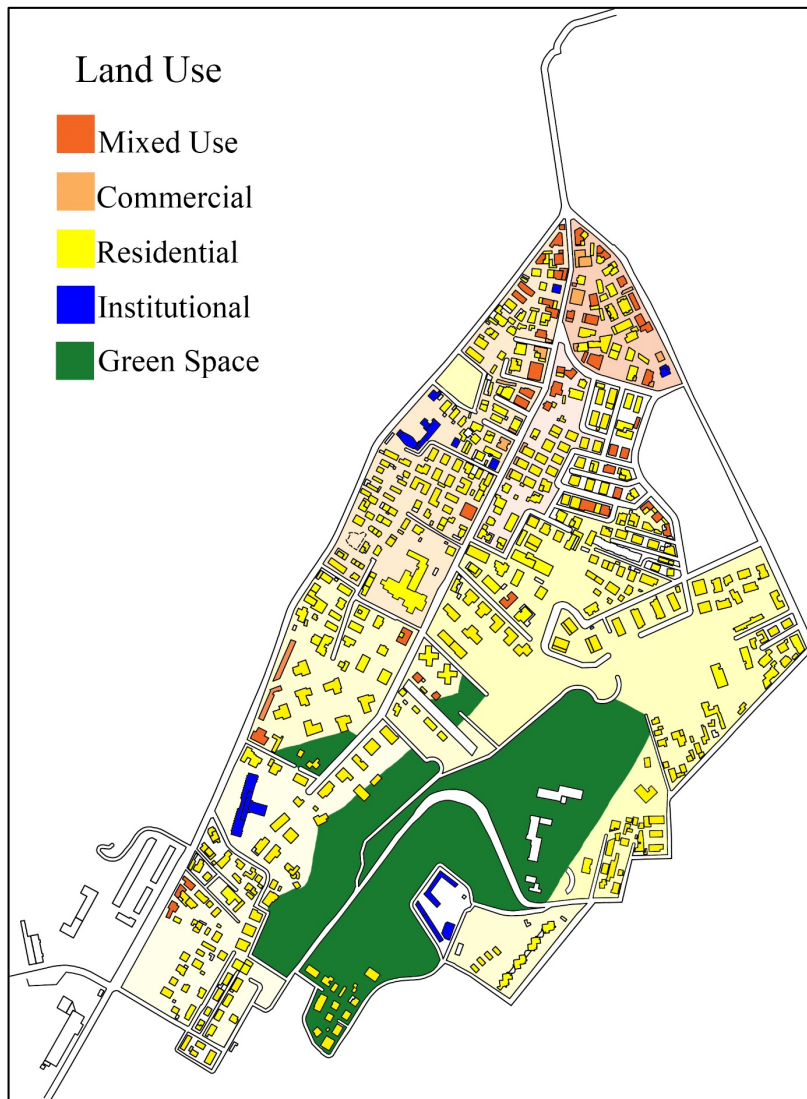 Land Use
Mixed Use
Commercial
Residential
Institutional
Green Space